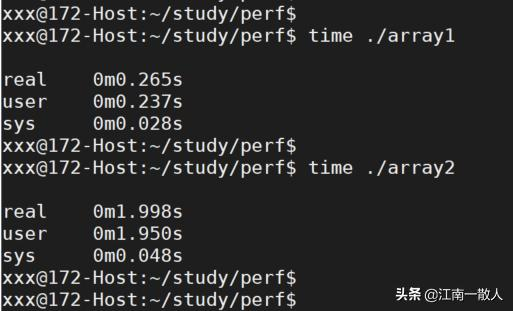 xxx@172-Host:~/study/perf$
xxx@172-Host:~/study/perf$ time ./array1
real 0m0.265s
user 0m0.237s
sys 0m0.028s
xxx@172-Host:~/study/perf$
xxx@172-Host:~/study/perf$ time ./array2
real 0m1.998s
user 0m1.950s
sys 0m0.048s
xxx@172-Host:~/study/perf$
xxx@172-Host:~/study/perf$
头条 @江南一散人